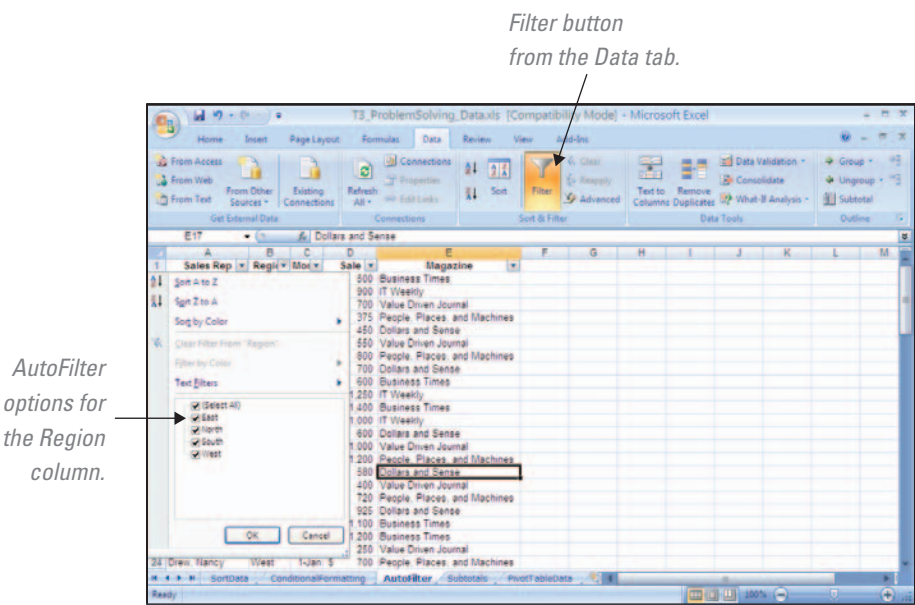 Filter button
from the Data tab.
T3_ProblemSolving_Data.xls [Compatibility Mode] - Microsoft Excel
Home Insert Page Layout Formulas Data Review View Add-Ins
From Access
From Web
From Text
From Other Sources
Existing Connections
Get External Data
Refresh All
Connections
Properties
Edit Links
Connections
Sort
Filter
Clear
Reapply
Advanced
Sort & Filter
Text to Columns
Remove Duplicates
Data Validation
Consolidate
What-If Analysis
Data Tools
Group
Ungroup
Subtotal
Outline
E17 Dollars and Sense
A B C D E F G H I J K L M
1 Sales Rep Regi Mo Sale Magazine
Sort A to Z
Sort Z to A
Sort by Color
Clear Filter From "Region"
Filter by Color
Text Filters
(Select All)
East
North
South
West
OK Cancel
500 Business Times
900 IT Weekly
700 Value Driven Journal
375 People, Places, and Machines
450 Dollars and Sense
550 Value Driven Journal
800 People, Places, and Machines
700 Dollars and Sense
600 Business Times
1,250 IT Weekly
1,400 Business Times
1,000 IT Weekly
600 Dollars and Sense
1,000 Value Driven Journal
1,200 People, Places, and Machines
580 Dollars and Sense
400 Value Driven Journal
720 People, Places, and Machines
925 Dollars and Sense
1,100 Business Times
1,200 Business Times
250 Value Driven Journal
24 Drew, Nancy West 1-Jan $ 700 People, Places, and Machines
SortData ConditionalFormatting AutoFilter Subtotals PivotTableData
Ready 100%
AutoFilter
options for
the Region
column.